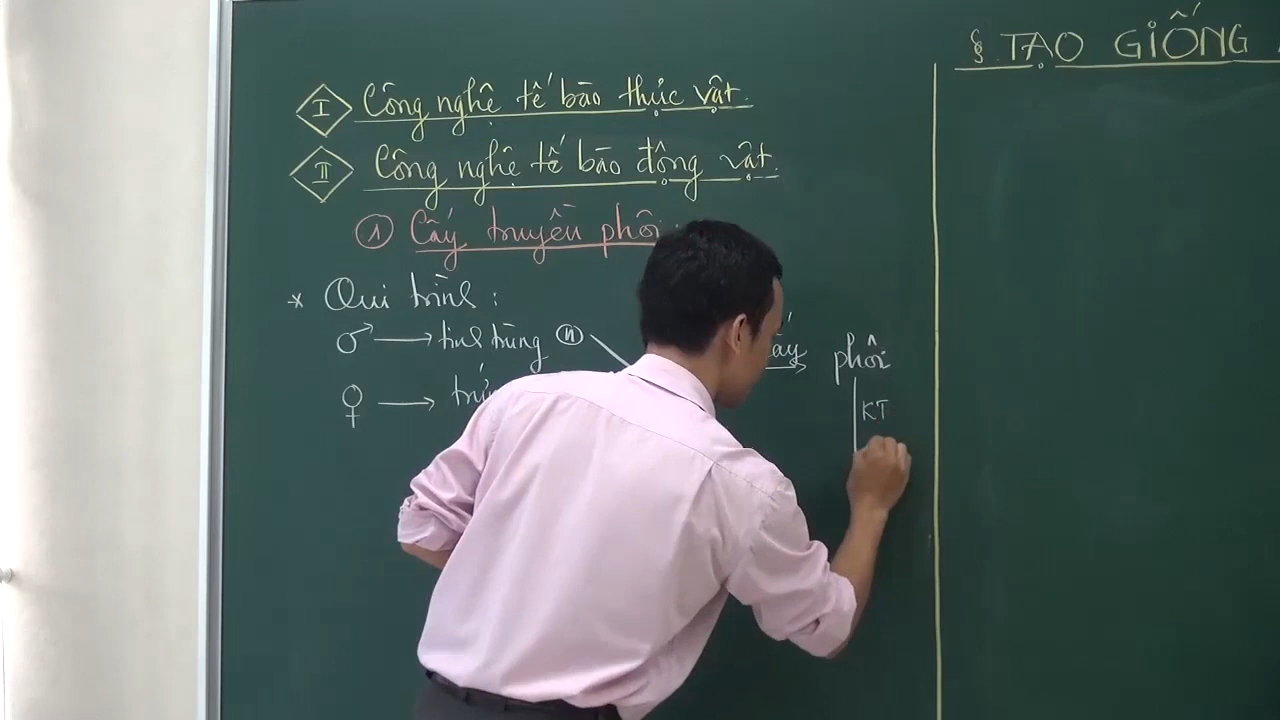 §. TẠO GIỐNG
I Công nghệ tế bào thực vật.
II Công nghệ tế bào động vật.
1 Cấy truyền phôi :
* Qui trình :
♂ → tinh trùng n
phôi
♀ →
KT